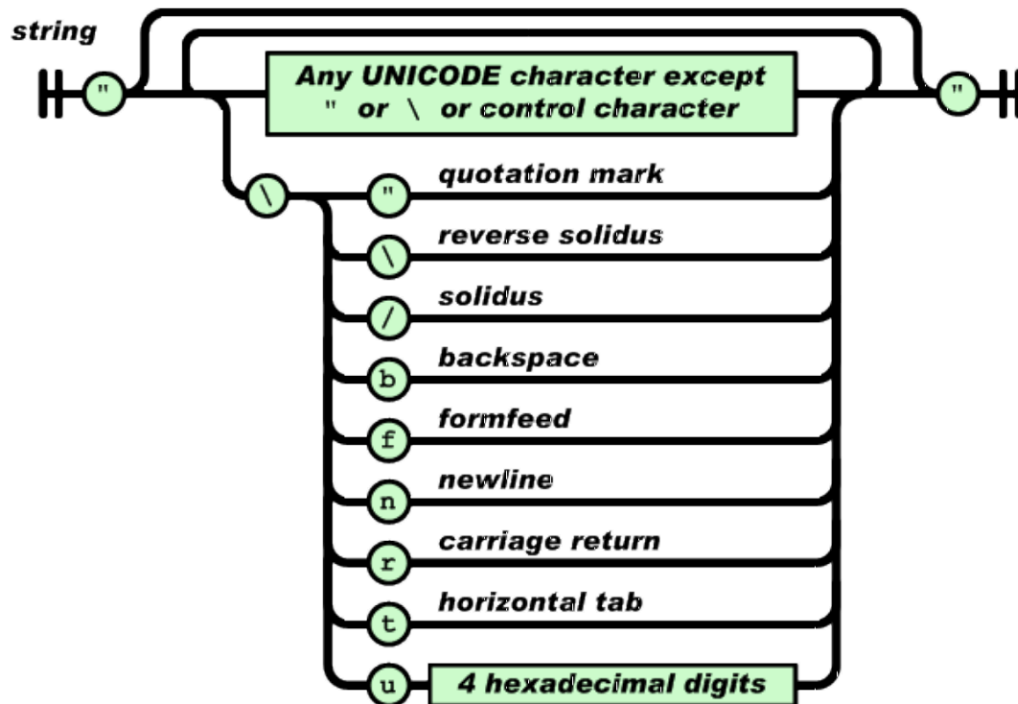 string
"
Any UNICODE character except
" or \ or control character
"
\
" quotation mark
\ reverse solidus
/ solidus
b backspace
f formfeed
n newline
r carriage return
t horizontal tab
u 4 hexadecimal digits